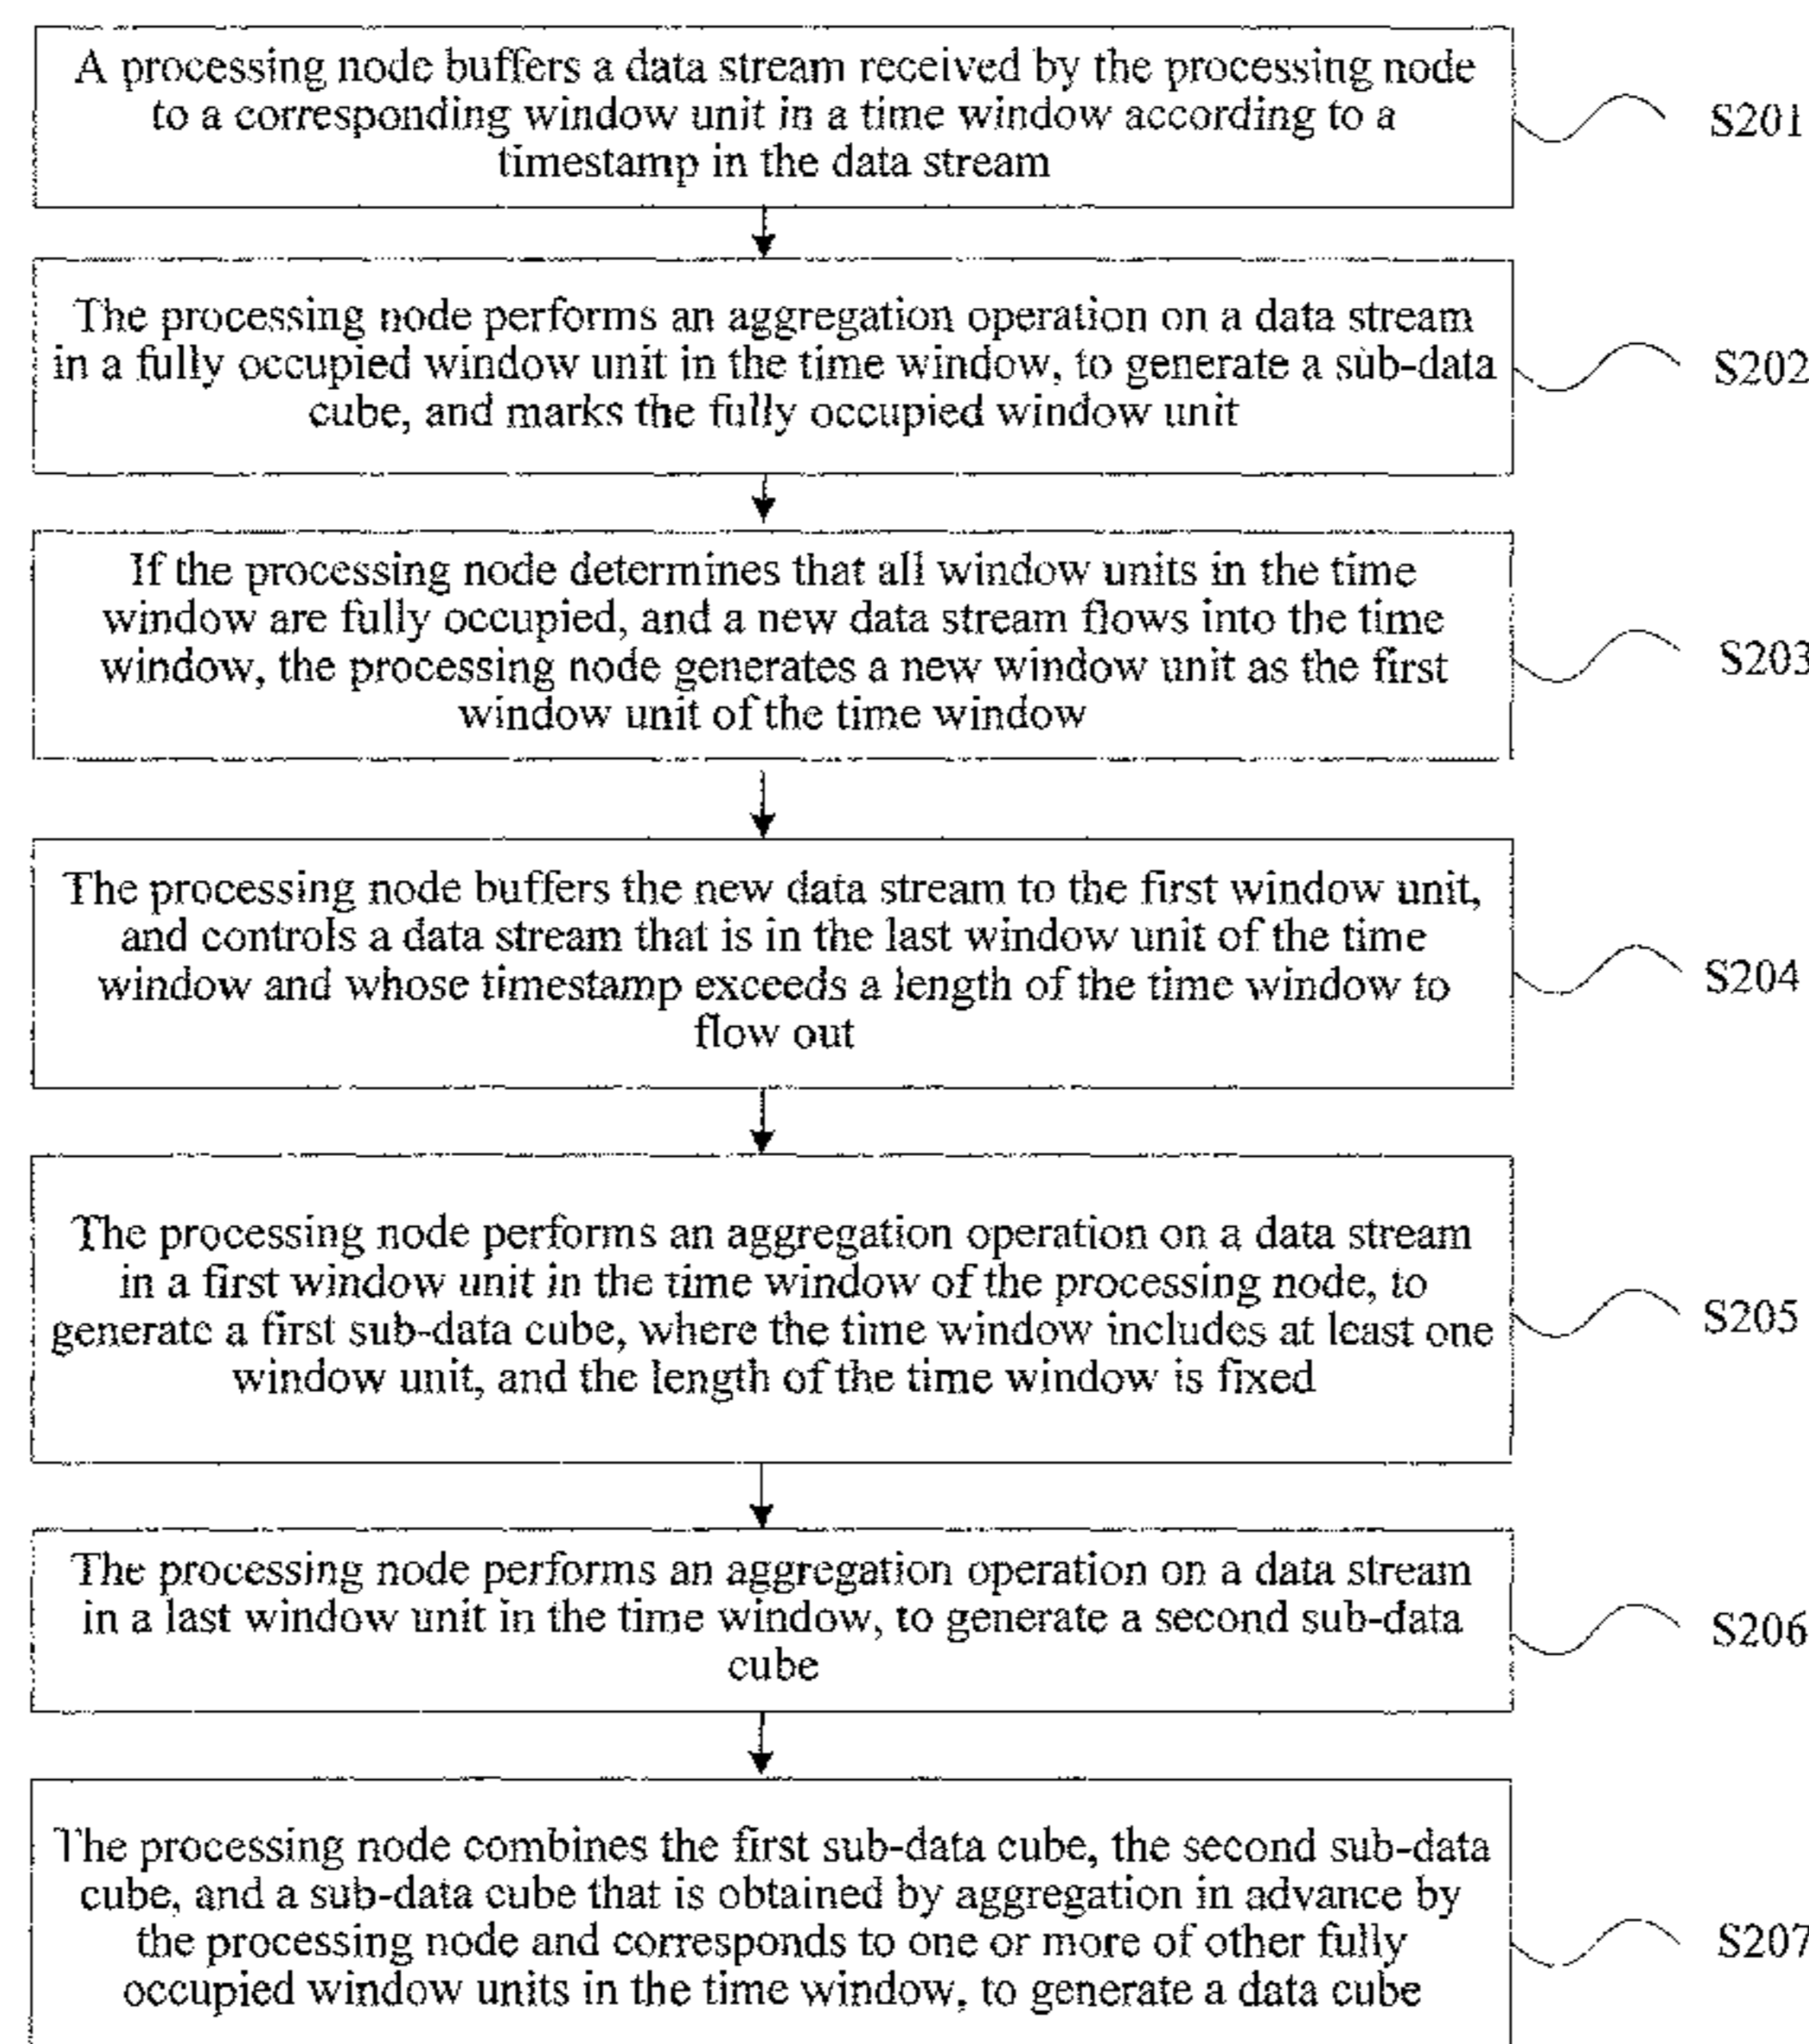 A processing node buffers a data stream received by the processing node
to a corresponding window unit in a time window according to a
timestamp in the data stream
S201
The processing node performs an aggregation operation on a data stream
in a fully occupied window unit in the time window, to generate a sub-data
cube, and marks the fully occupied window unit
S202
If the processing node determines that all window units in the time
window are fully occupied, and a new data stream flows into the time
window, the processing node generates a new window unit as the first
window unit of the time window
S203
The processing node buffers the new data stream to the first window unit,
and controls a data stream that is in the last window unit of the time
window and whose timestamp exceeds a length of the time window to
flow out
S204
The processing node performs an aggregation operation on a data stream
in a first window unit in the time window of the processing node, to
generate a first sub-data cube, where the time window includes at least one
window unit, and the length of the time window is fixed
S205
The processing node performs an aggregation operation on a data stream
in a last window unit in the time window, to generate a second sub-data
cube
S206
The processing node combines the first sub-data cube, the second sub-data
cube, and a sub-data cube that is obtained by aggregation in advance by
the processing node and corresponds to one or more of other fully
occupied window units in the time window, to generate a data cube
S207